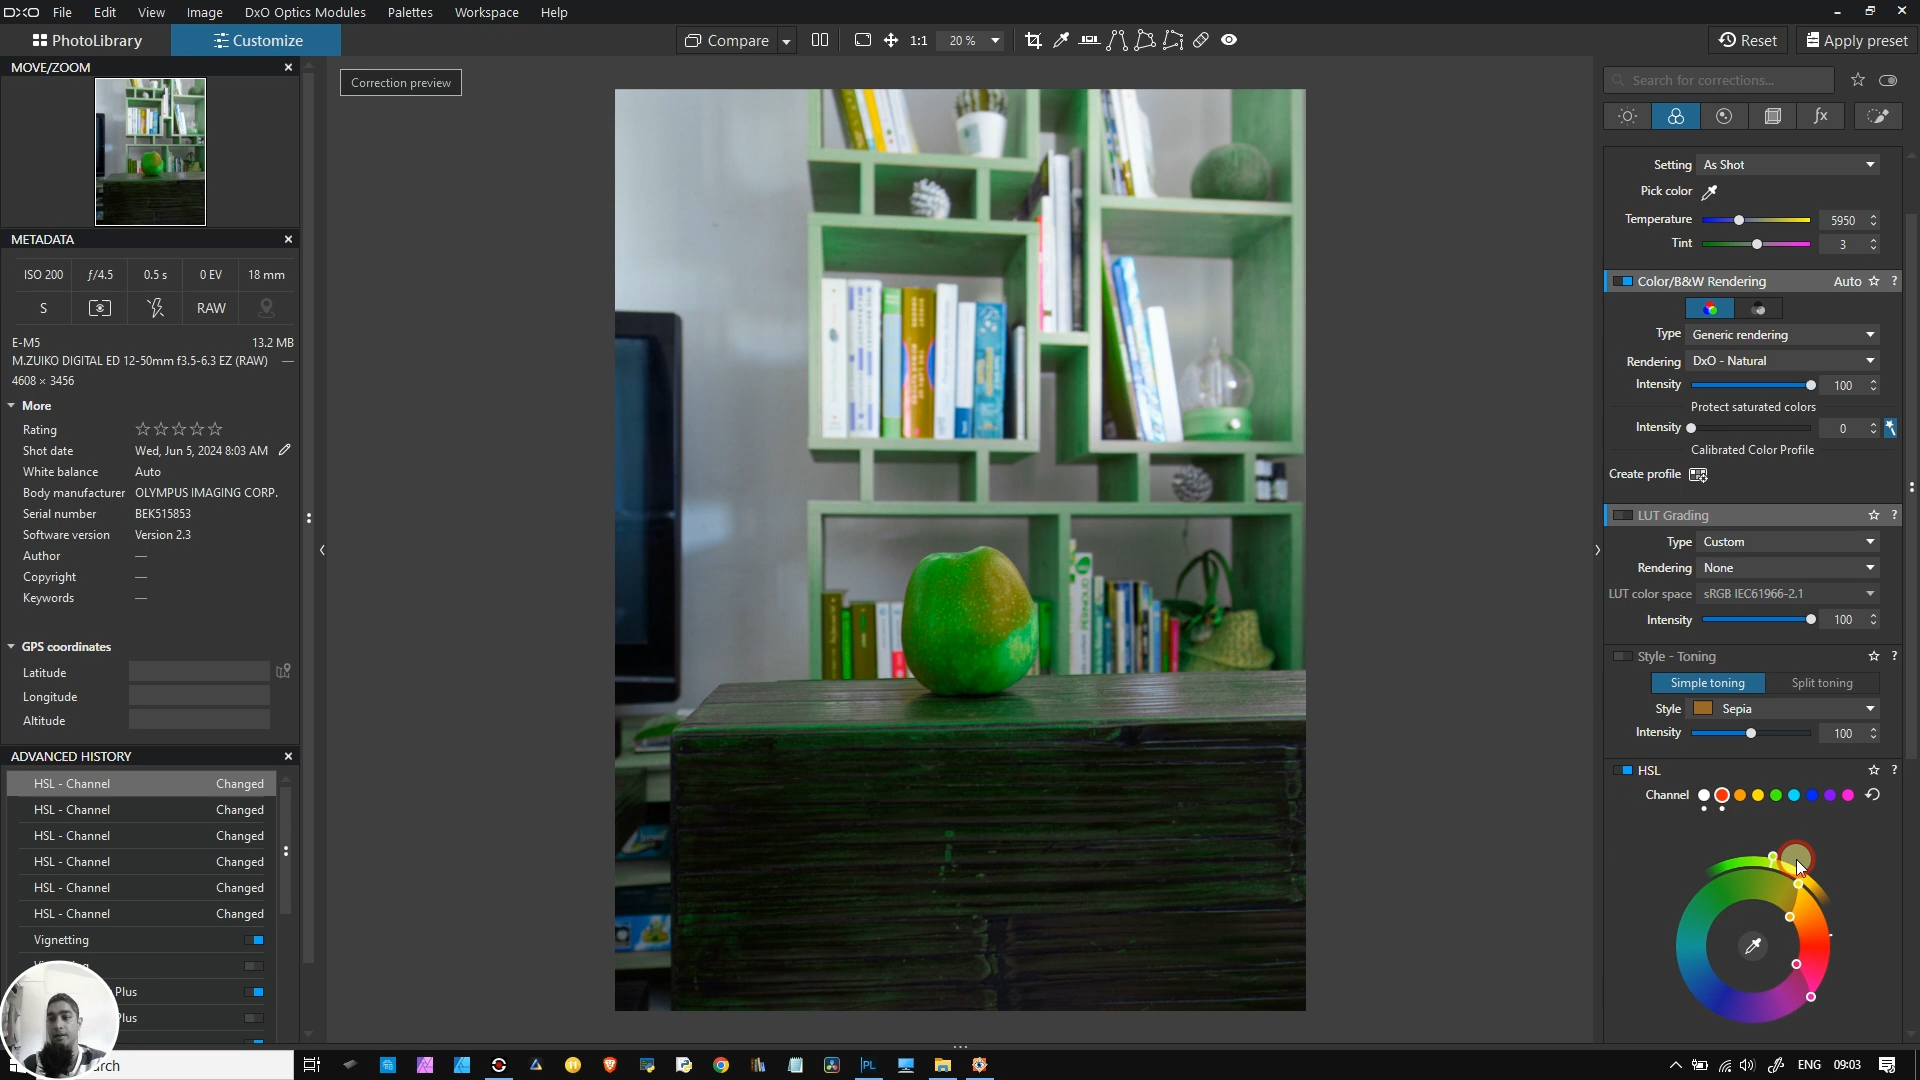 DXO File Edit View Image DxO Optics Modules Palettes Workspace Help
PhotoLibrary Customize Compare 1:1 20 % Reset Apply preset
MOVE/ZOOM
Correction preview
METADATA
ISO 200 ƒ/4.5 0.5 s 0 EV 18 mm
S RAW
E-M5 13.2 MB
M.ZUIKO DIGITAL ED 12-50mm f3.5-6.3 EZ (RAW) —
4608 × 3456
More
Rating
Shot date Wed, Jun 5, 2024 8:03 AM
White balance Auto
Body manufacturer OLYMPUS IMAGING CORP.
Serial number BEK515853
Software version Version 2.3
Author —
Copyright —
Keywords —
GPS coordinates
Latitude
Longitude
Altitude
ADVANCED HISTORY
HSL - Channel Changed
HSL - Channel Changed
HSL - Channel Changed
HSL - Channel Changed
HSL - Channel Changed
HSL - Channel Changed
Vignetting
Plus
Plus
Search for corrections...
fx
Setting As Shot
Pick color
Temperature 5950
Tint 3
Color/B&W Rendering Auto ?
Type Generic rendering
Rendering DxO - Natural
Intensity 100
Protect saturated colors
Intensity 0
Calibrated Color Profile
Create profile
LUT Grading ?
Type Custom
Rendering None
LUT color space sRGB IEC61966-2.1
Intensity 100
Style - Toning ?
Simple toning Split toning
Style Sepia
Intensity 100
HSL ?
Channel
rch
PL
ENG 09:03